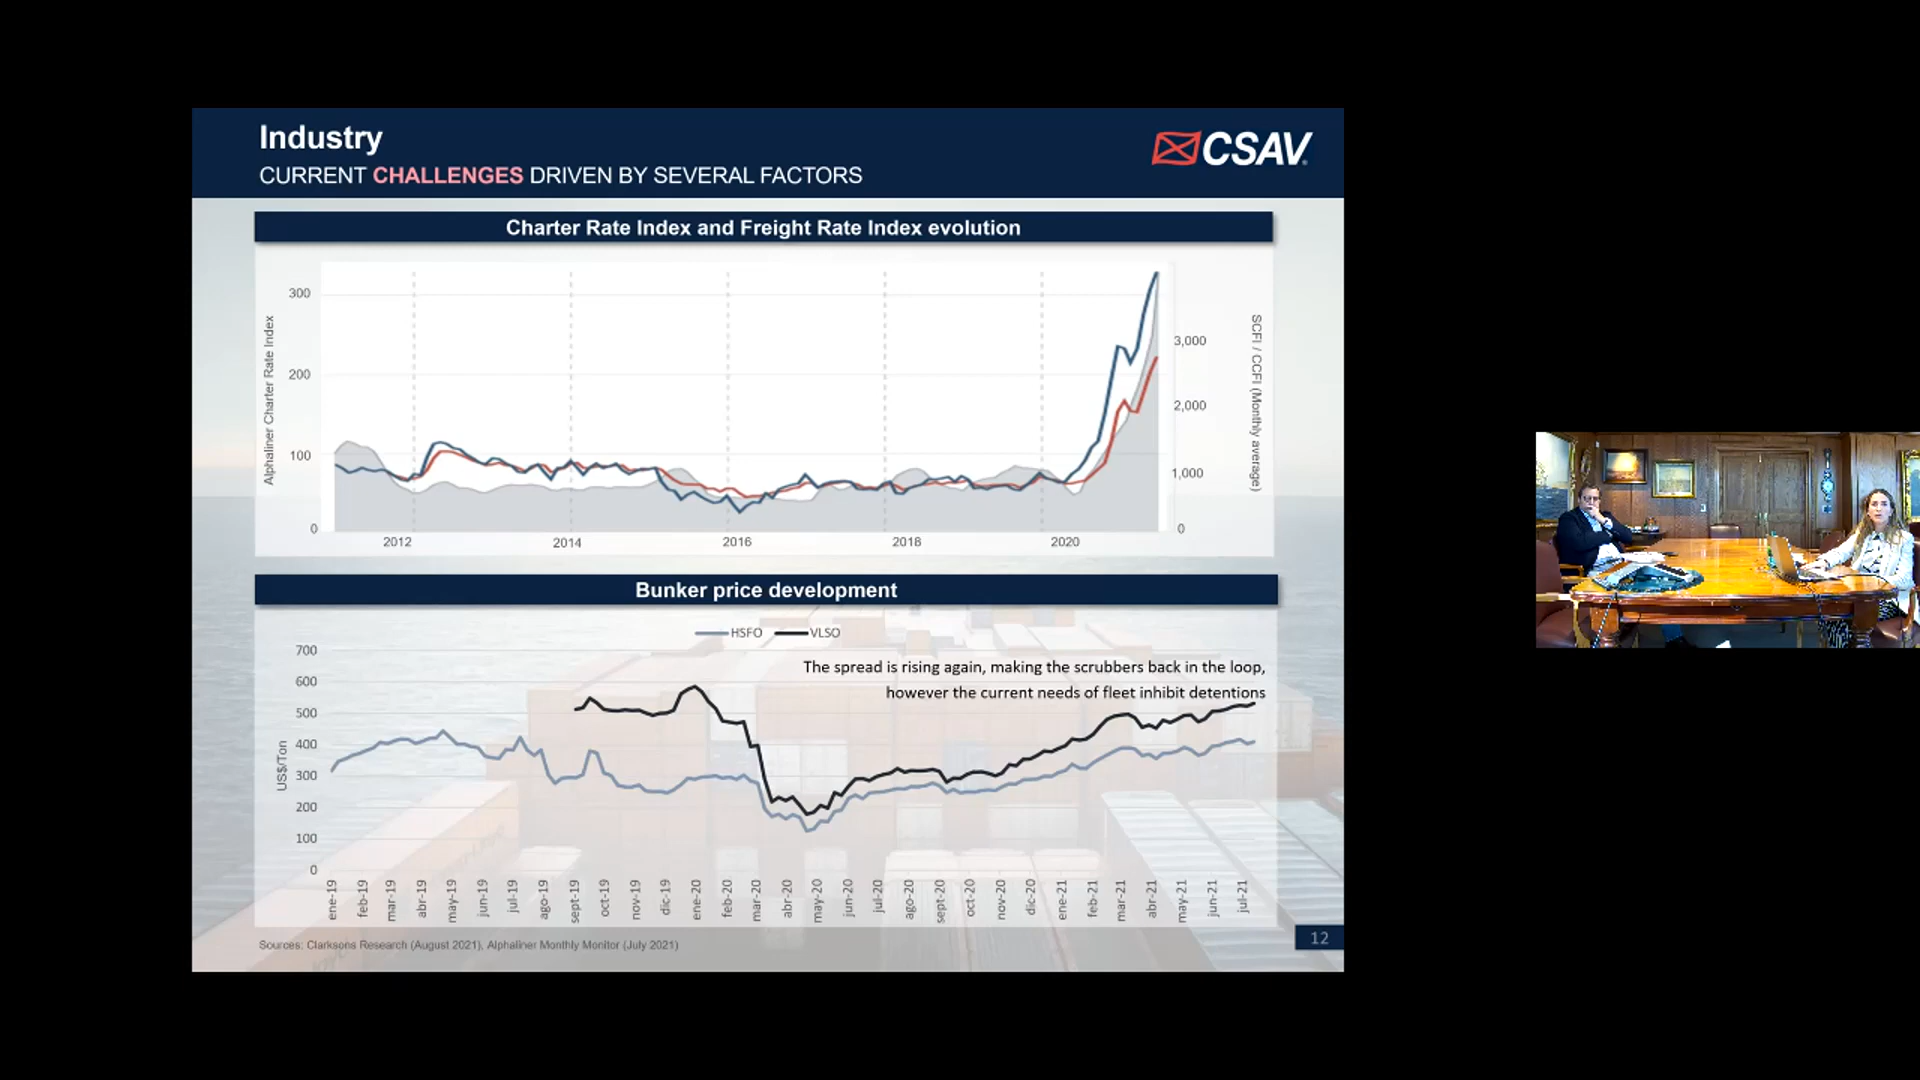 Industry
CURRENT CHALLENGES DRIVEN BY SEVERAL FACTORS
CSAV
Charter Rate Index and Freight Rate Index evolution
Alphaliner Charter Rate Index
300
200
100
0
2012
2014
2016
2018
2020
3,000
2,000
1,000
0
SCFI / CCFI (Monthly average)
Bunker price development
HSFO
VLSO
The spread is rising again, making the scrubbers back in the loop,
however the current needs of fleet inhibit detentions
US$/Ton
700
600
500
400
300
200
100
0
ene-19
feb-19
mar-19
abr-19
may-19
jun-19
jul-19
ago-19
sept-19
oct-19
nov-19
dic-19
ene-20
feb-20
mar-20
abr-20
may-20
jun-20
jul-20
ago-20
sept-20
oct-20
nov-20
dic-20
ene-21
feb-21
mar-21
abr-21
may-21
jun-21
jul-21
Sources: Clarksons Research (August 2021), Alphaliner Monthly Monitor (July 2021)
12